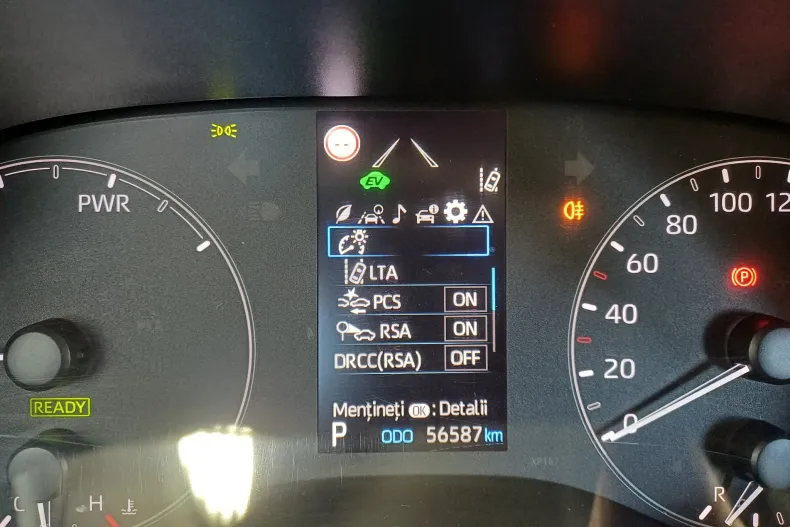 PWR
READY
C
H
EV
LTA
PCS ON
RSA ON
DRCC(RSA) OFF
Mențineți OK : Detalii
P ODO 56587 km
0
20
40
60
80
100
P
R